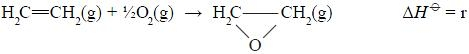 H₂C=CH₂(g) + ½O₂(g) → H₂C—CH₂(g) ΔH⊖ = r
O